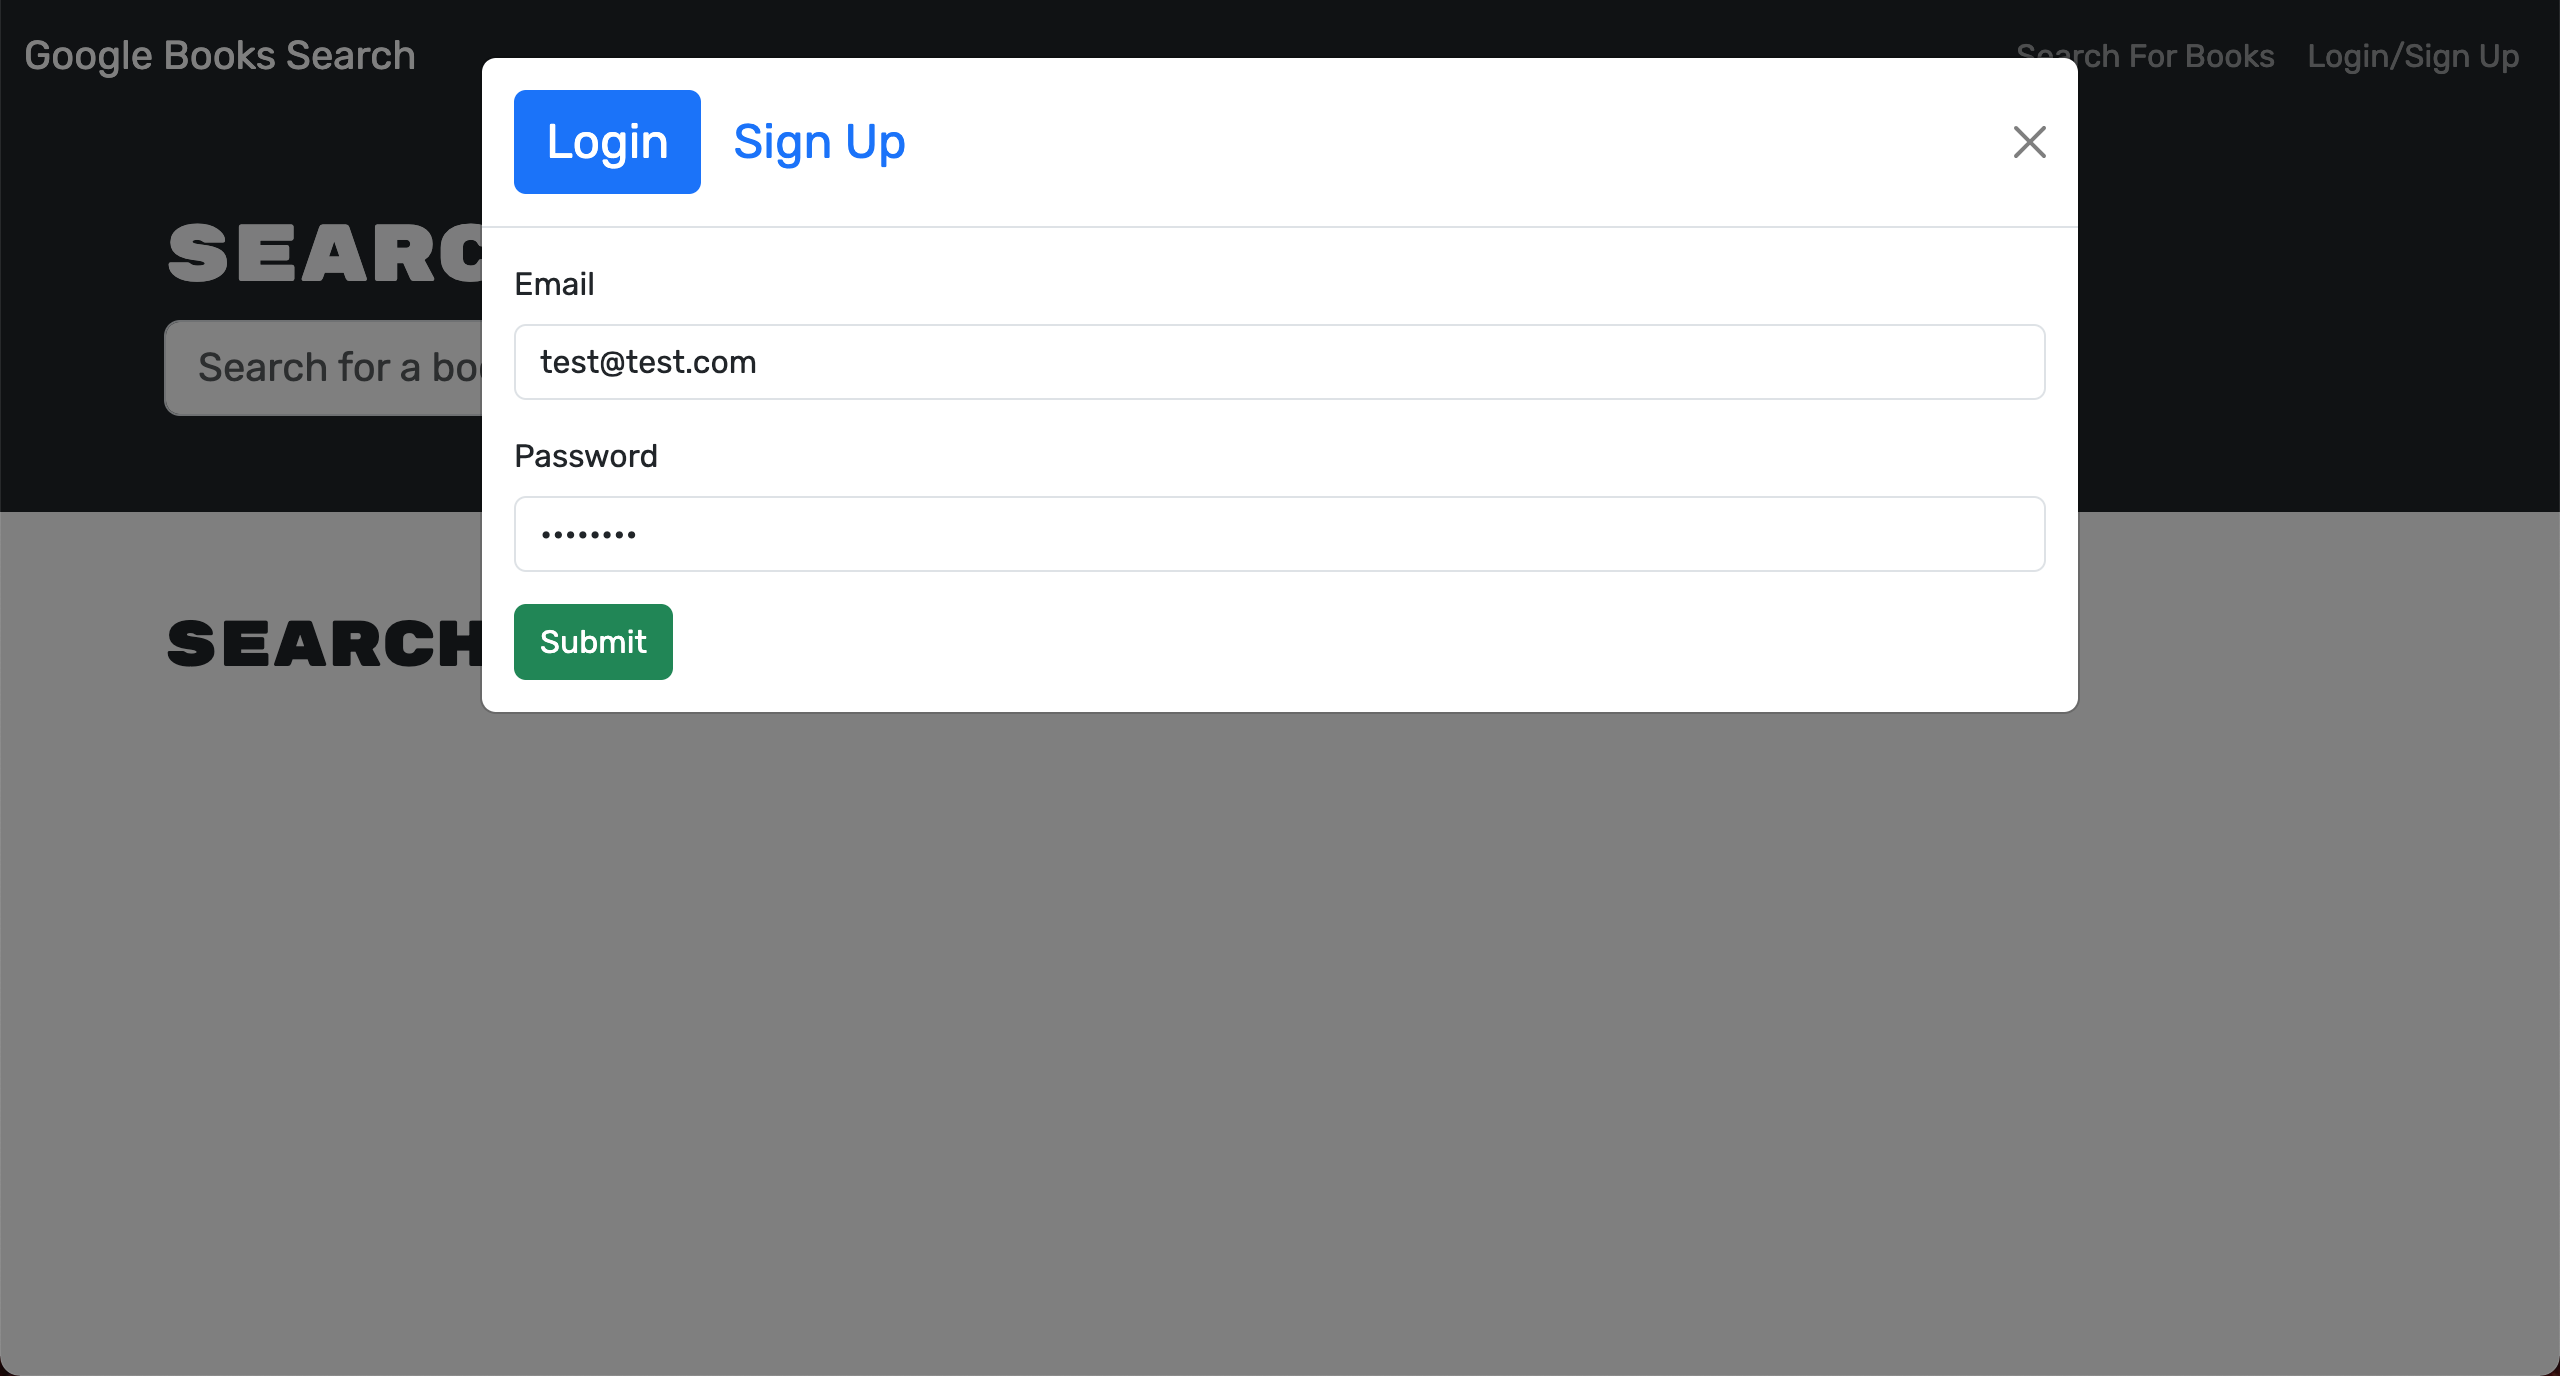 Google Books Search
Search For Books
Login/Sign Up
Login
Sign Up
SEARC
Email
test@test.com
Search for a bo
Password
••••••••
Submit
SEARCH